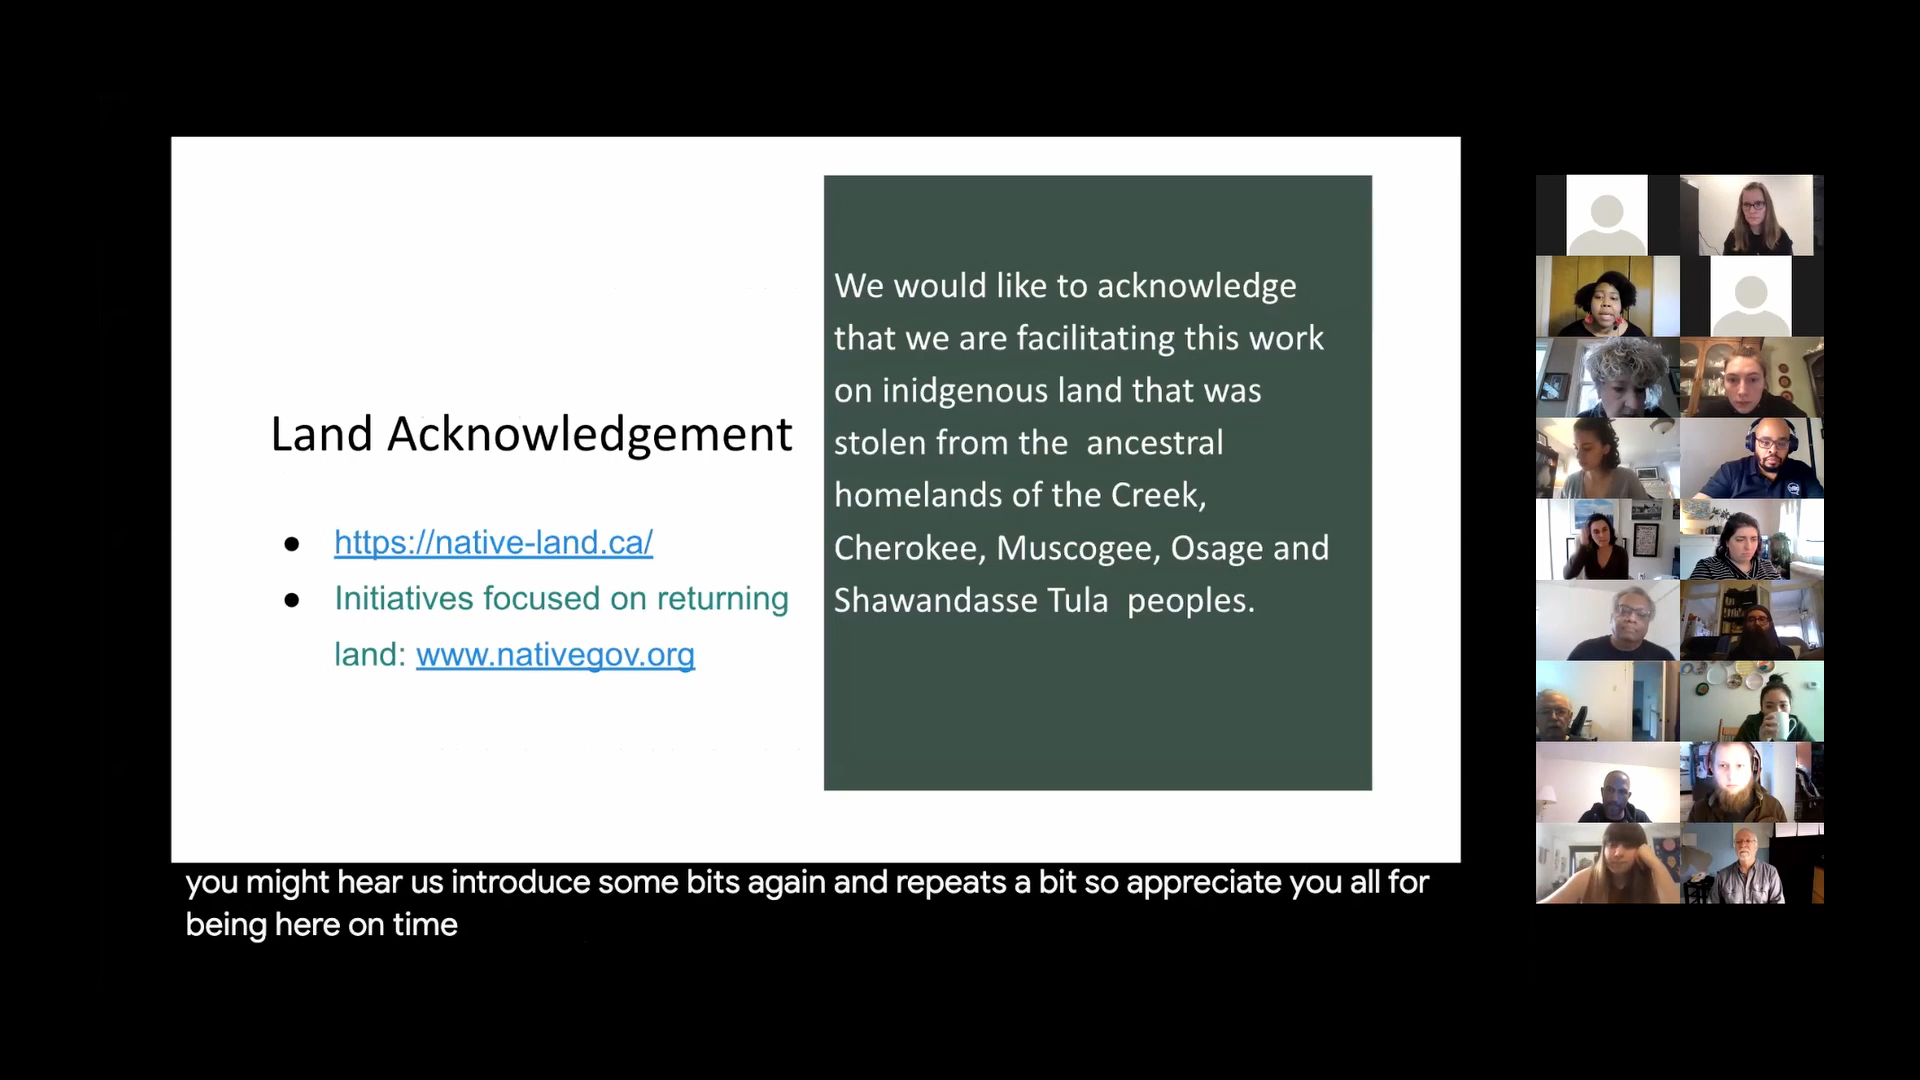 Land Acknowledgement
● https://native-land.ca/
● Initiatives focused on returning
land: www.nativegov.org
We would like to acknowledge
that we are facilitating this work
on inidgenous land that was
stolen from the  ancestral
homelands of the Creek,
Cherokee, Muscogee, Osage and
Shawandasse Tula  peoples.
you might hear us introduce some bits again and repeats a bit so appreciate you all for
being here on time